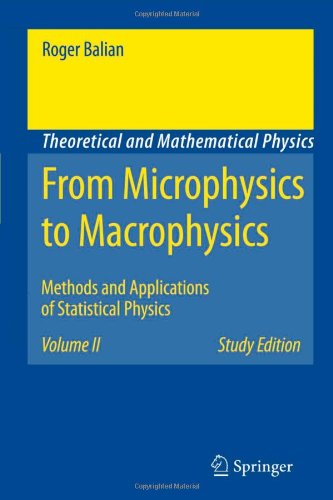 Roger Balian
Theoretical and Mathematical Physics
From Microphysics
to Macrophysics
Methods and Applications
of Statistical Physics
Volume II Study Edition
Springer